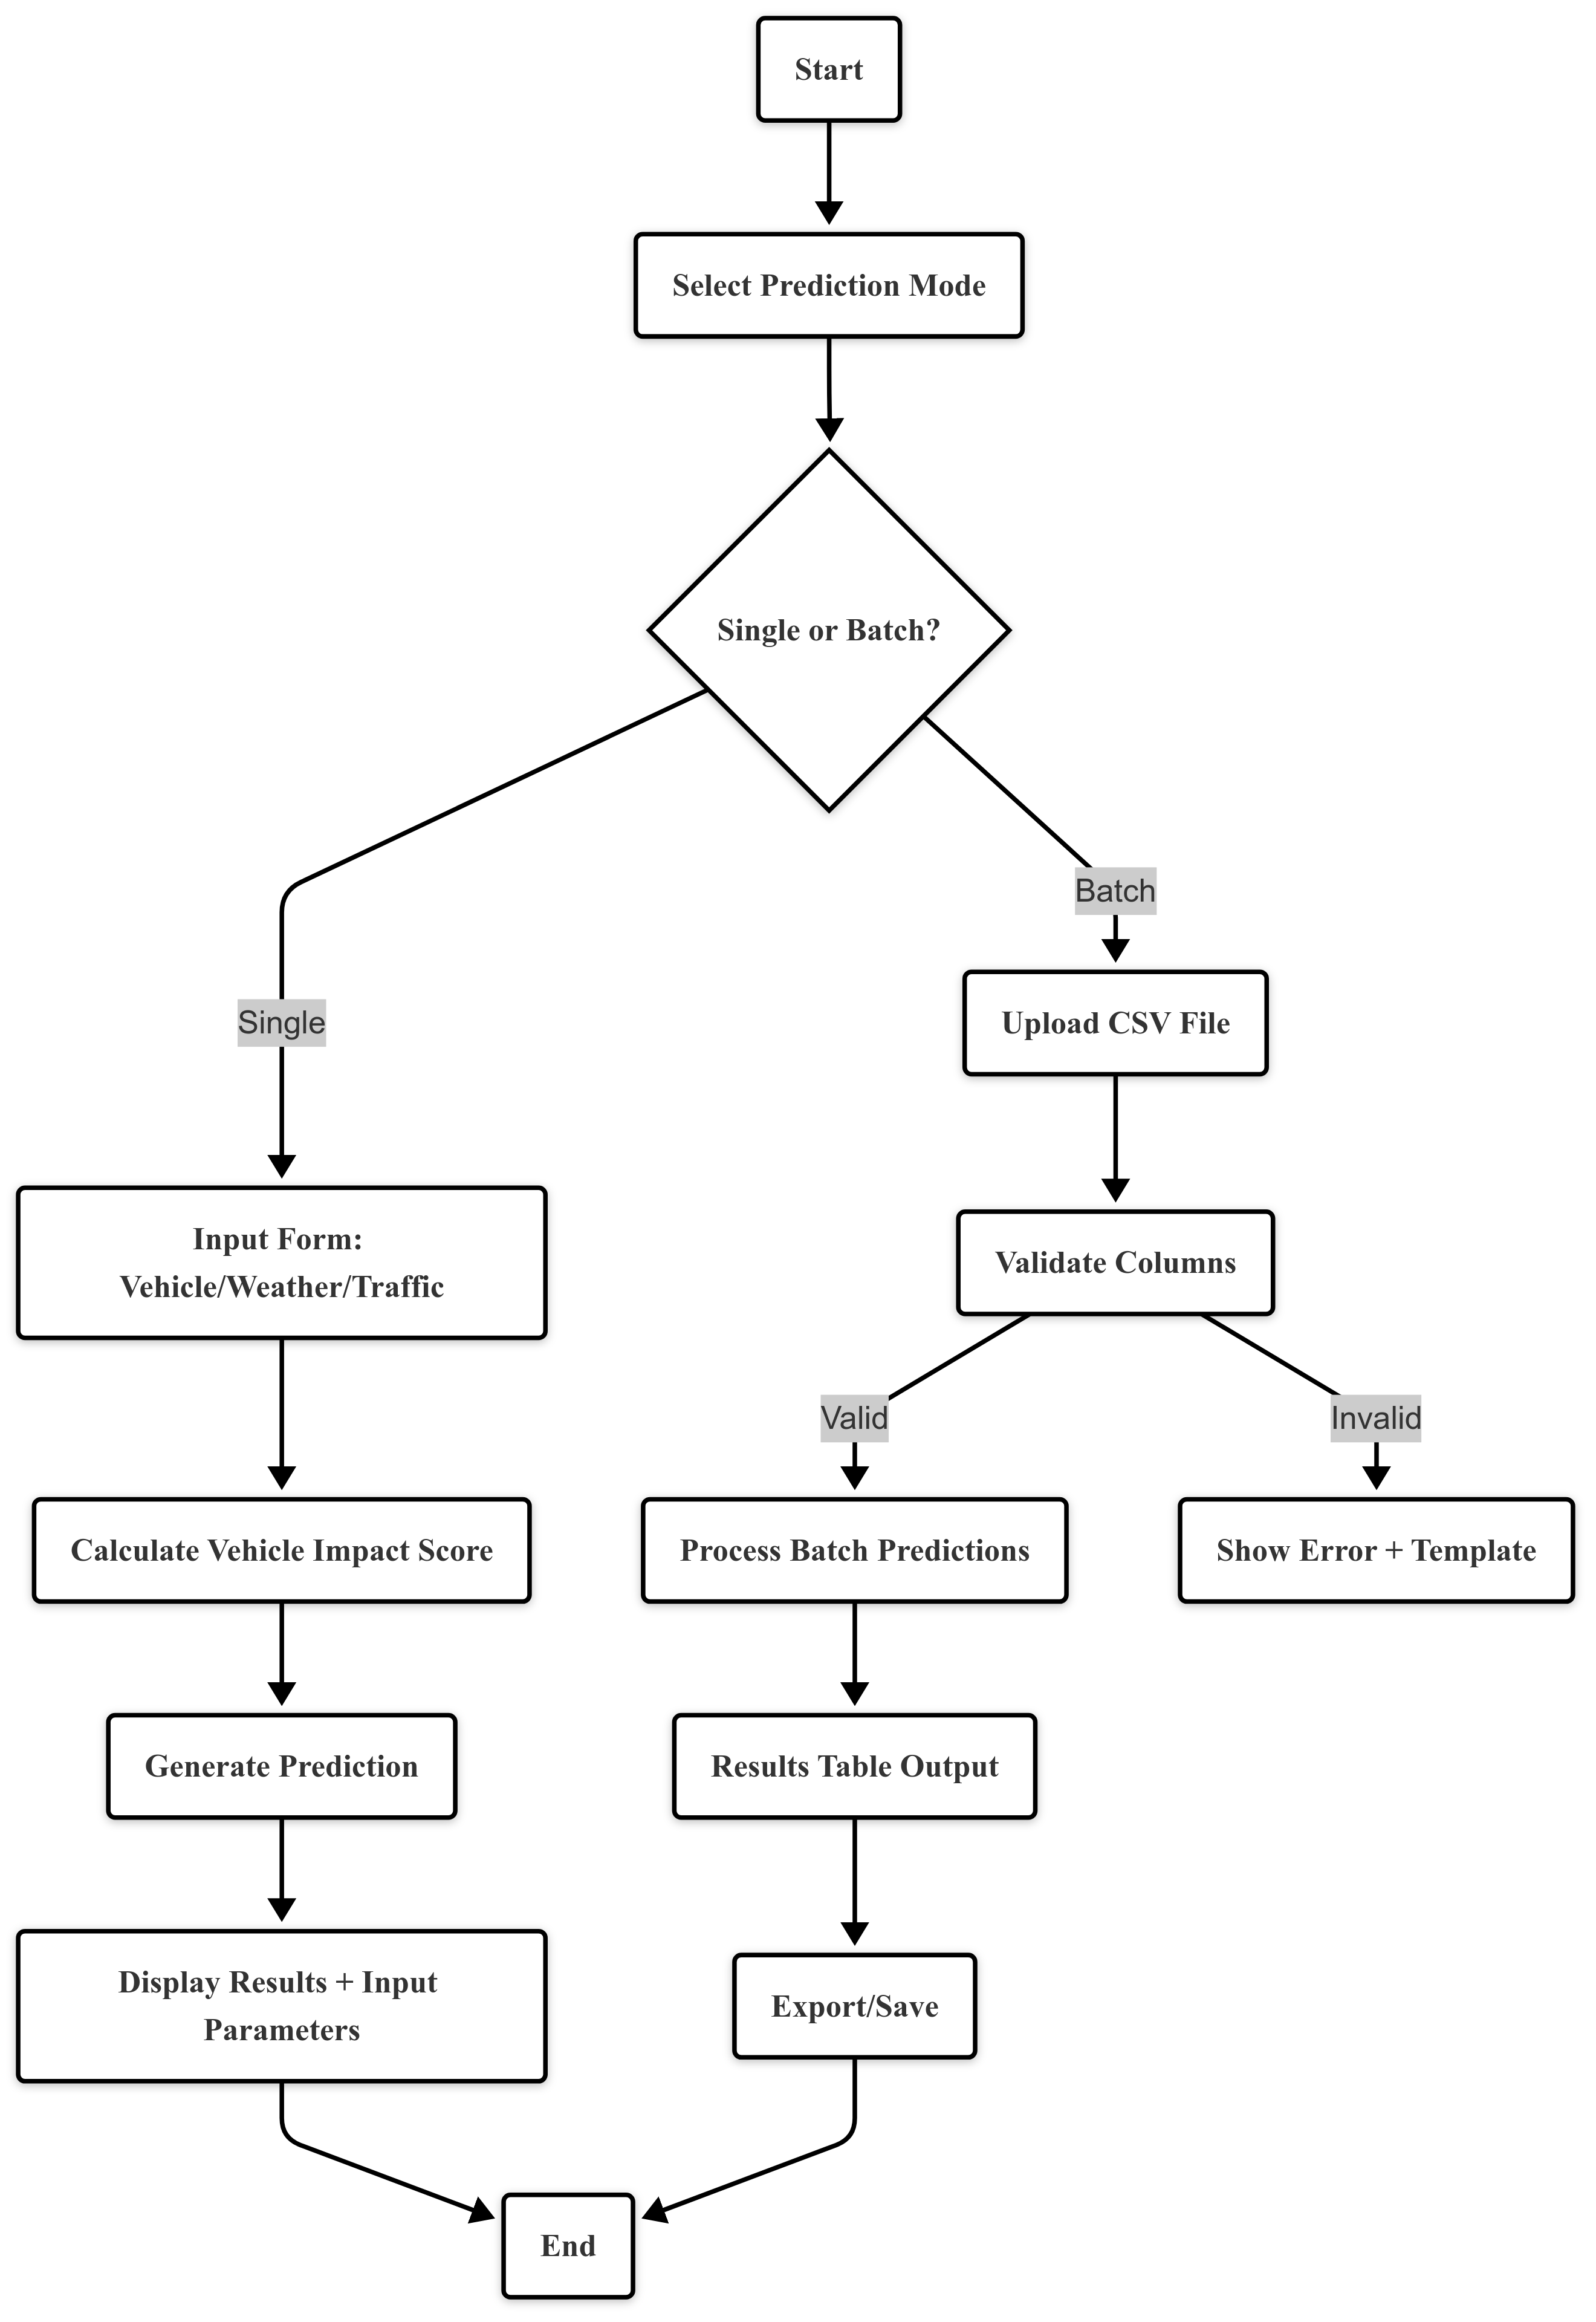 Start
Select Prediction Mode
Single or Batch?
Batch
Single
Upload CSV File
Input Form:
Vehicle/Weather/Traffic
Validate Columns
Valid
Invalid
Calculate Vehicle Impact Score
Process Batch Predictions
Show Error + Template
Generate Prediction
Results Table Output
Display Results + Input
Parameters
Export/Save
End